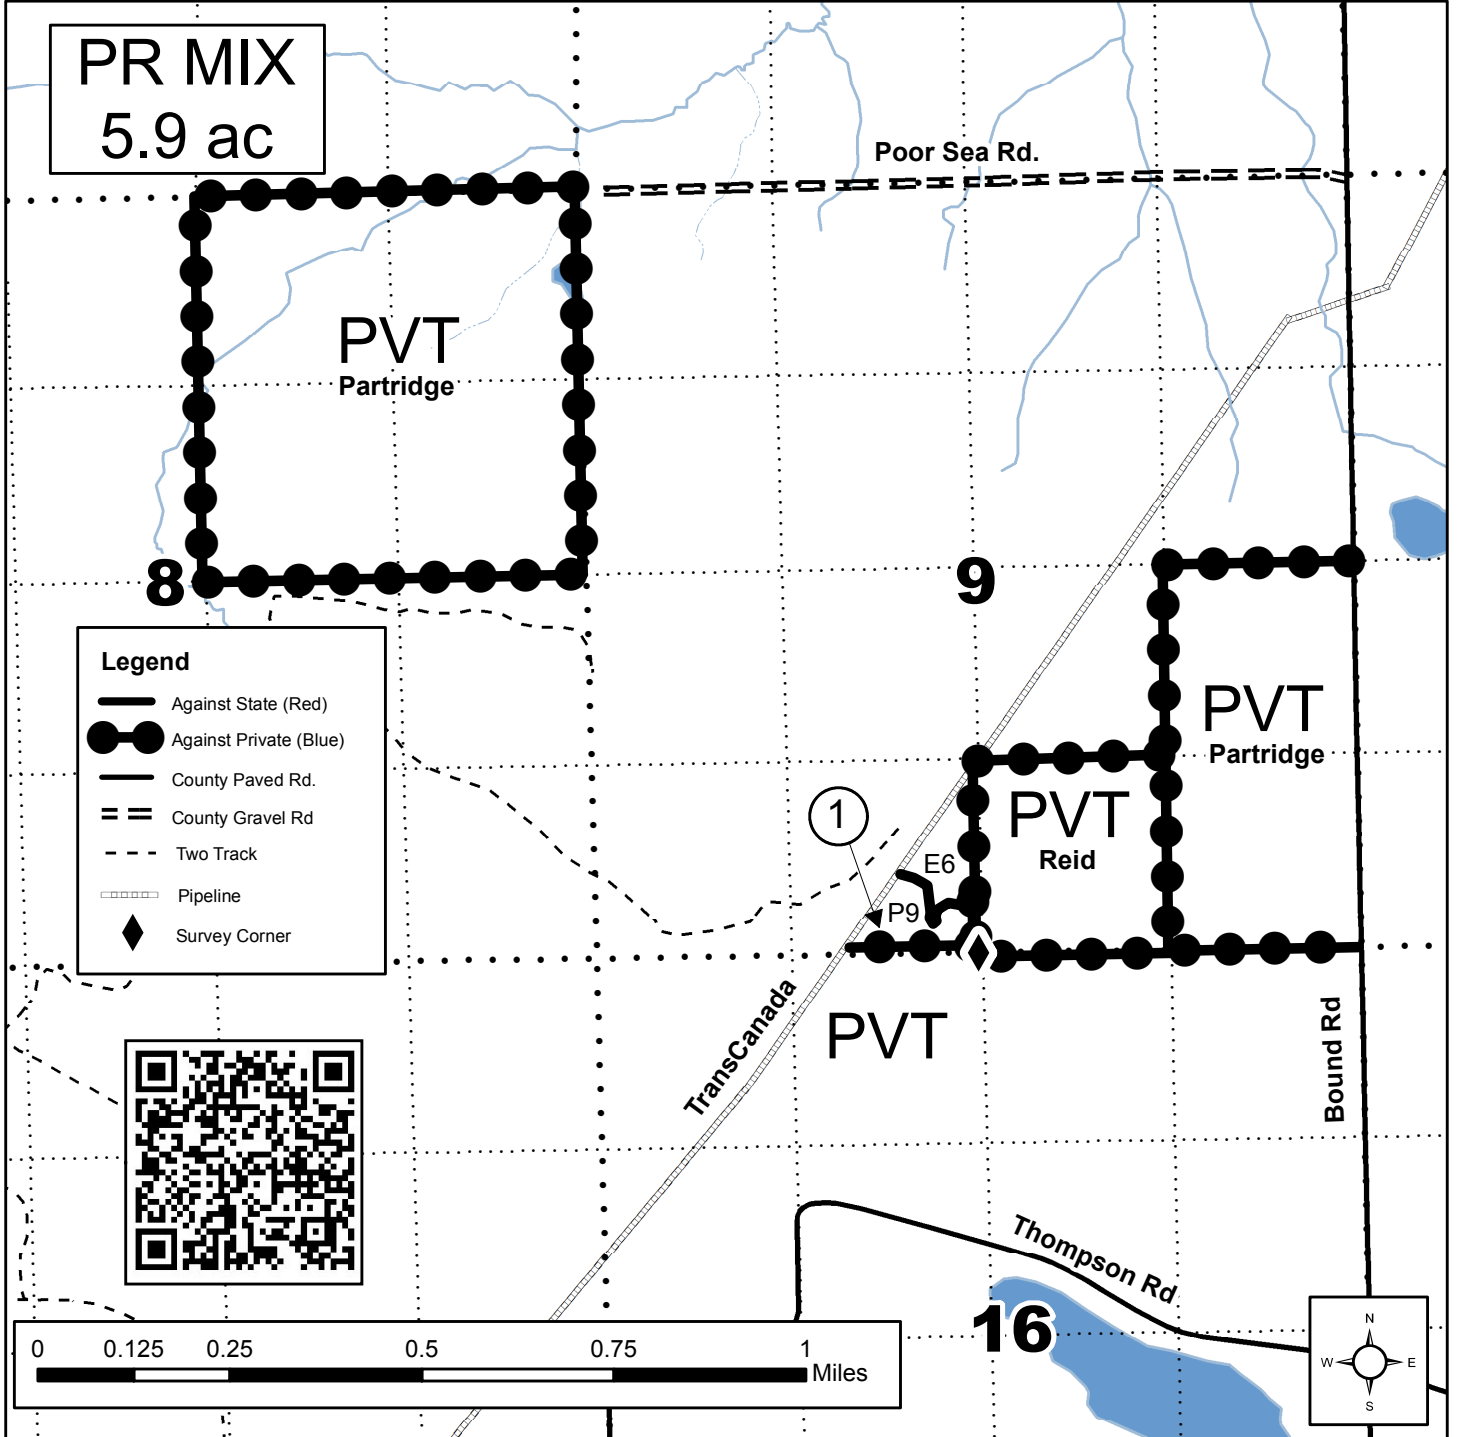 PR MIX
5.9 ac
Poor Sea Rd.
PVT
Partridge
8
9
Legend
Against State (Red)
Against Private (Blue)
County Paved Rd.
County Gravel Rd
Two Track
Pipeline
Survey Corner
PVT
Partridge
PVT
Reid
1
E6
P9
TransCanada
PVT
Bound Rd
Thompson Rd
16
0 0.125 0.25 0.5 0.75 1
Miles
N
W E
S